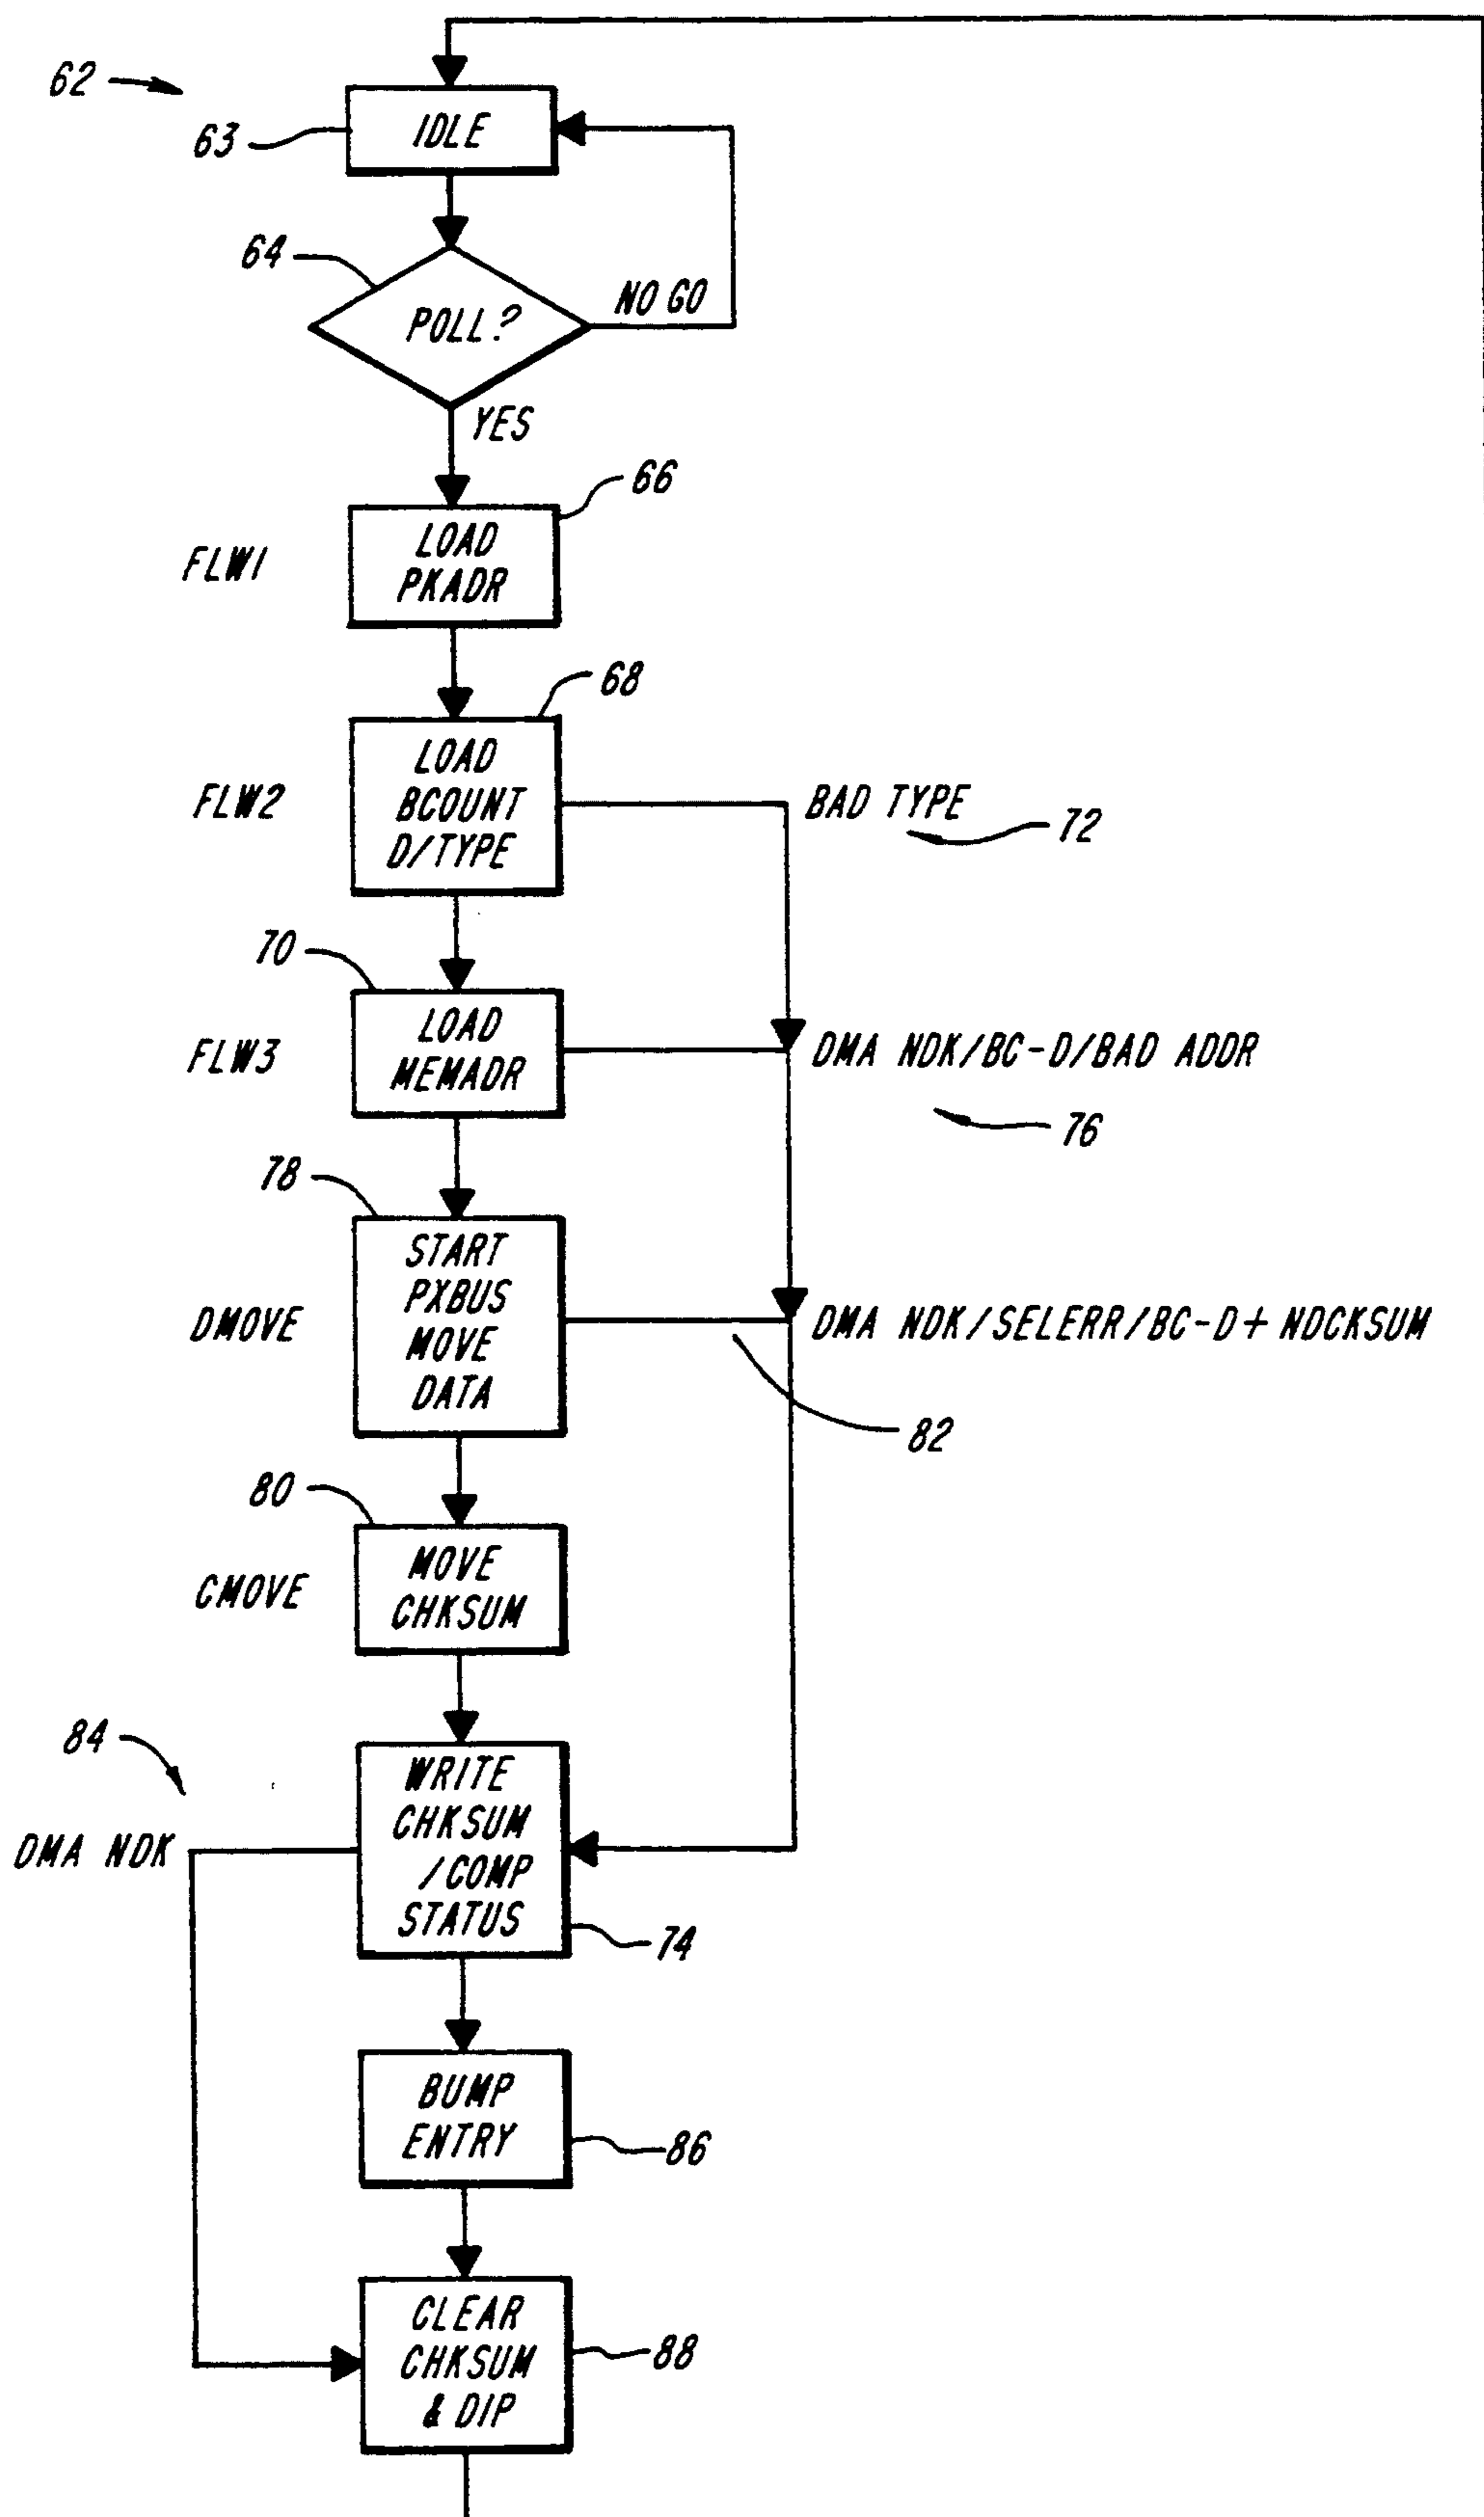 62
63
IDLE
64
POLL?
NO GO
YES
66
FLW1
LOAD
PKADR
68
FLW2
LOAD
BCOUNT
D/TYPE
BAD TYPE
72
70
FLW3
LOAD
MEMADR
DMA NDK/BC-D/BAD ADDR
76
78
DMOVE
START
PXBUS
MOVE
DATA
DMA NDK/SELERR/BC-D+ NDCKSUM
82
80
CMOVE
MOVE
CHKSUM
84
DMA NDK
WRITE
CHKSUM
/COMP
STATUS
74
BUMP
ENTRY
86
CLEAR
CHKSUM
& DIP
88